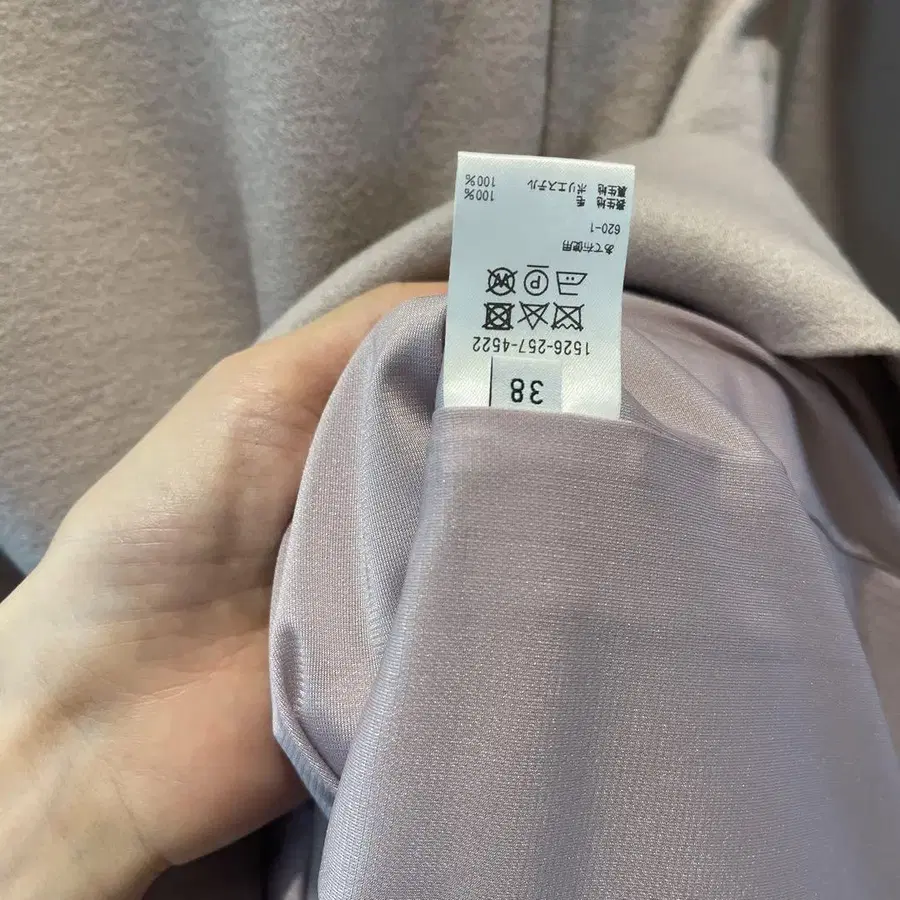 38
1526-257-4522
あて布使用
620-1
表生地 毛 100%
裏生地 ポリエステル 100%